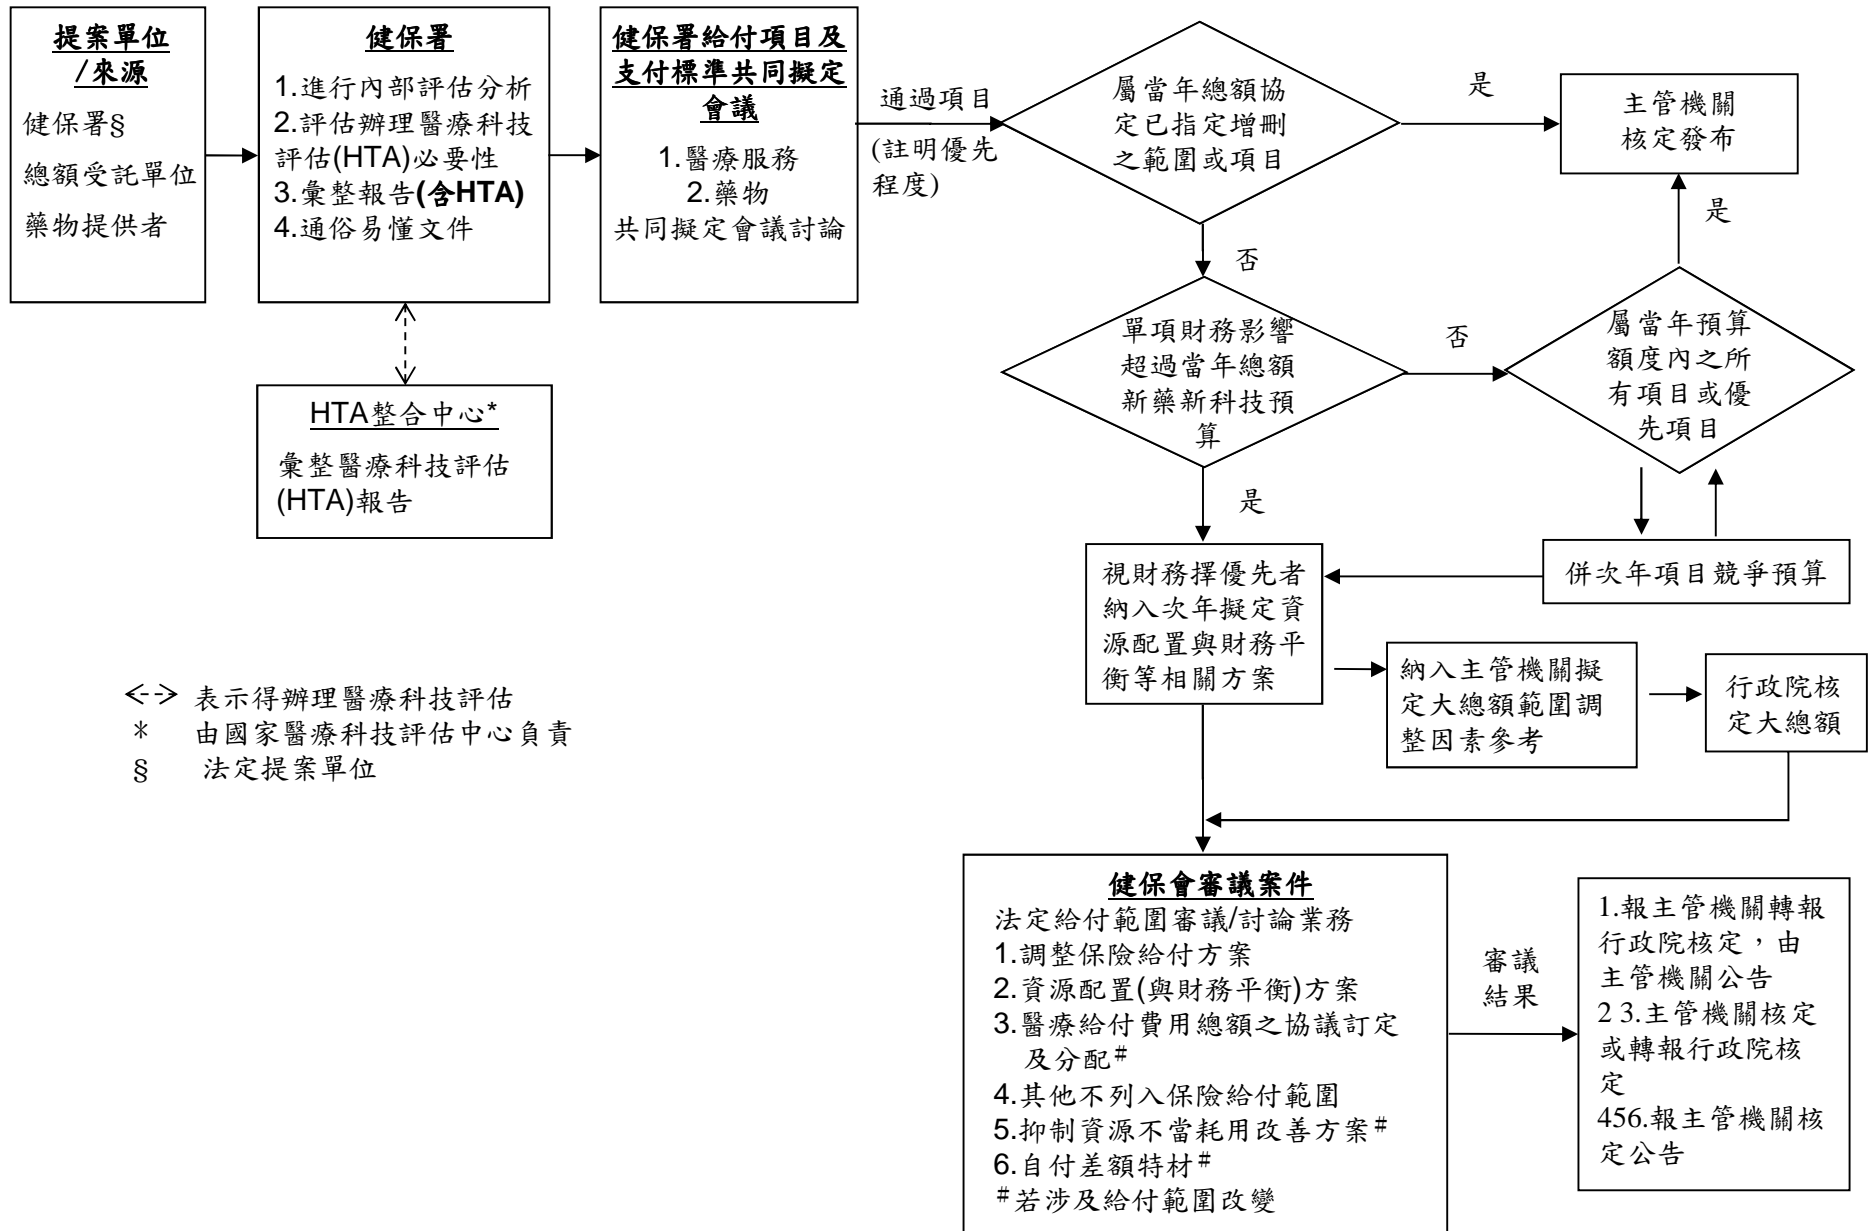 提案單位
/來源
健保署§
總額受託單位
藥物提供者
健保署
1.進行內部評估分析
2.評估辦理醫療科技
評估(HTA)必要性
3.彙整報告(含HTA)
4.通俗易懂文件
健保署給付項目及
支付標準共同擬定
會議
1.醫療服務
2.藥物
共同擬定會議討論
通過項目
(註明優先
程度)
屬當年總額協
定已指定增刪
之範圍或項目
是
主管機關
核定發布
是
否
HTA整合中心*
彙整醫療科技評估
(HTA)報告
單項財務影響
超過當年總額
新藥新科技預
算
否
屬當年預算
額度內之所
有項目或優
先項目
是
併次年項目競爭預算
視財務擇優先者
納入次年擬定資
源配置與財務平
衡等相關方案
納入主管機關擬
定大總額範圍調
整因素參考
行政院核
定大總額
<--> 表示得辦理醫療科技評估
* 由國家醫療科技評估中心負責
§ 法定提案單位
健保會審議案件
法定給付範圍審議/討論業務
1.調整保險給付方案
2.資源配置(與財務平衡)方案
3.醫療給付費用總額之協議訂定
及分配#
4.其他不列入保險給付範圍
5.抑制資源不當耗用改善方案#
6.自付差額特材#
#若涉及給付範圍改變
審議
結果
1.報主管機關轉報
行政院核定，由
主管機關公告
2 3.主管機關核定
或轉報行政院核
定
456.報主管機關核
定公告